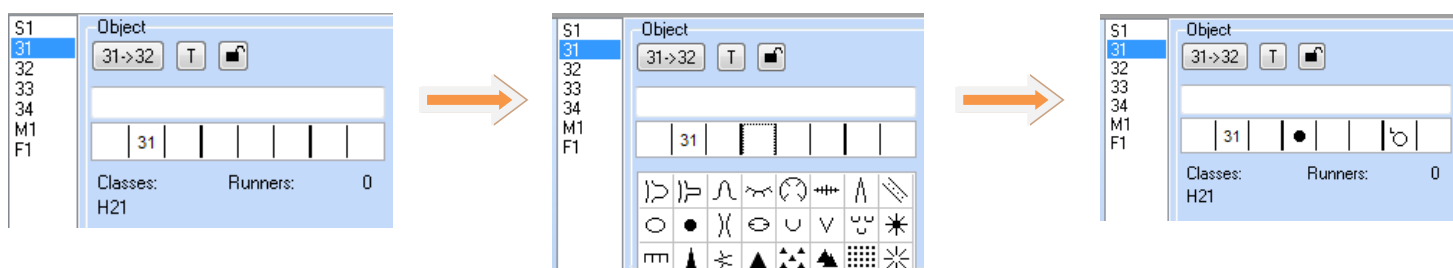 S1
31
32
33
34
M1
F1
Object
31->32 T
31
Classes: Runners: 0
H21
S1
31
32
33
34
M1
F1
Object
31->32 T
31
S1
31
32
33
34
M1
F1
Object
31->32 T
31
Classes: Runners: 0
H21